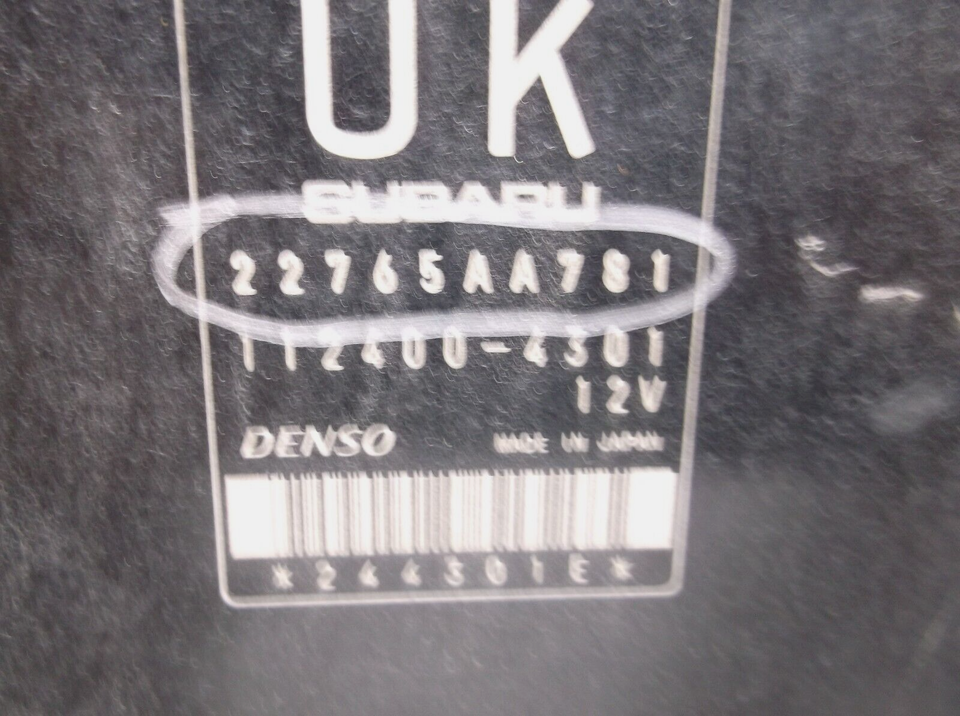 UK
SUBARU
22765AA781
112400-4301
12V
DENSO MADE IN JAPAN
*244301E*